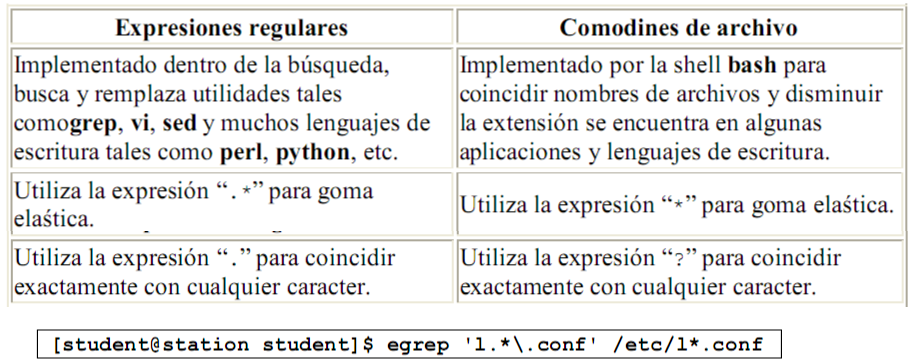 Expresiones regulares
Comodines de archivo
Implementado dentro de la búsqueda,
busca y remplaza utilidades tales
comogrep, vi, sed y muchos lenguajes de
escritura tales como perl, python, etc.
Implementado por la shell bash para
coincidir nombres de archivos y disminuir
la extensión se encuentra en algunas
aplicaciones y lenguajes de escritura.
Utiliza la expresión “.*” para goma
elaśtica.
Utiliza la expresión “*” para goma elaśtica.
Utiliza la expresión “.” para coincidir
exactamente con cualquier caracter.
Utiliza la expresión “?” para coincidir
exactamente con cualquier caracter.
[student@station student]$ egrep 'l.*\.conf' /etc/l*.conf